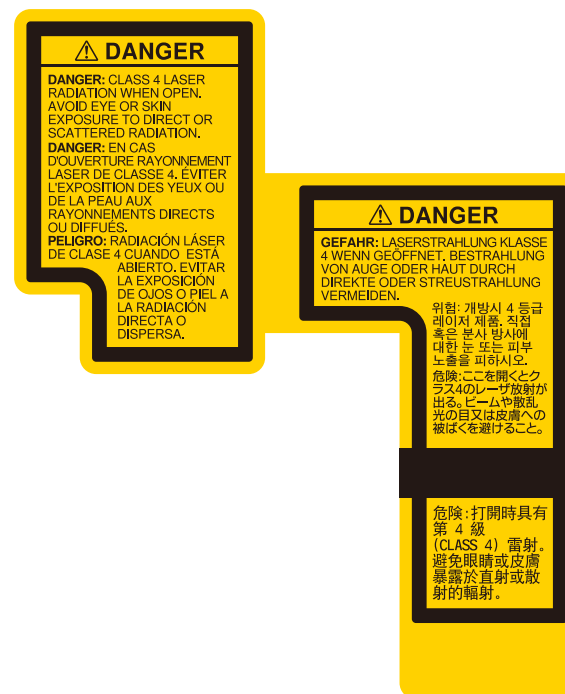 ⚠ DANGER
DANGER: CLASS 4 LASER
RADIATION WHEN OPEN.
AVOID EYE OR SKIN
EXPOSURE TO DIRECT OR
SCATTERED RADIATION.
DANGER: EN CAS
D'OUVERTURE RAYONNEMENT
LASER DE CLASSE 4. ÉVITER
L'EXPOSITION DES YEUX OU
DE LA PEAU AUX
RAYONNEMENTS DIRECTS
OU DIFFUÉS.
PELIGRO: RADIACIÓN LÁSER
DE CLASE 4 CUANDO ESTÁ
ABIERTO. EVITAR
LA EXPOSICIÓN
DE OJOS O PIEL A
LA RADIACIÓN
DIRECTA O
DISPERSA.
⚠ DANGER
GEFAHR: LASERSTRAHLUNG KLASSE
4 WENN GEÖFFNET. BESTRAHLUNG
VON AUGE ODER HAUT DURCH
DIREKTE ODER STREUSTRAHLUNG
VERMEIDEN.
위험: 개방시 4 등급
레이저 제품. 직접
혹은 분사 방사에
대한 눈 또는 피부
노출을 피하시오.
危険:ここを開くとク
ラス4のレーザ放射が
出る。ビームや散乱
光の目又は皮膚への
被ばくを避けること。
危険:打開時具有
第 4 級
(CLASS 4) 雷射。
避免眼睛或皮膚
暴露於直射或散
射的輻射。